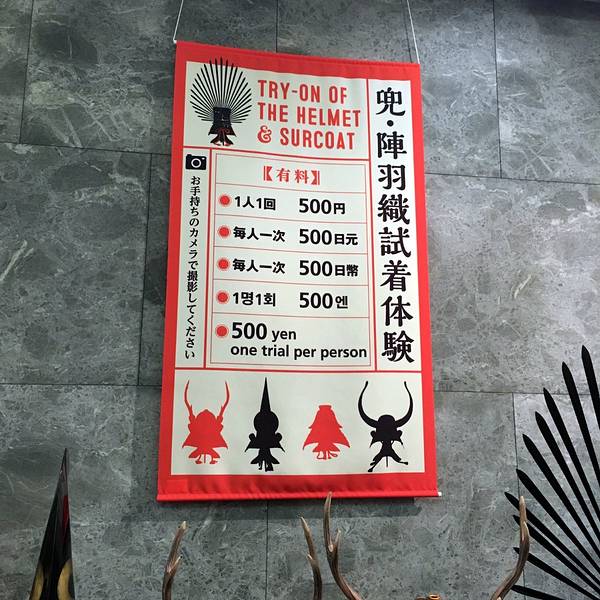 TRY-ON OF
THE HELMET
& SURCOAT
兜・陣羽織試着体験
お手持ちのカメラで撮影してください
【有料】
●1人1回 500円
●每人一次 500日元
●每人一次 500日幣
●1명1회 500엔
●500 yen
one trial per person